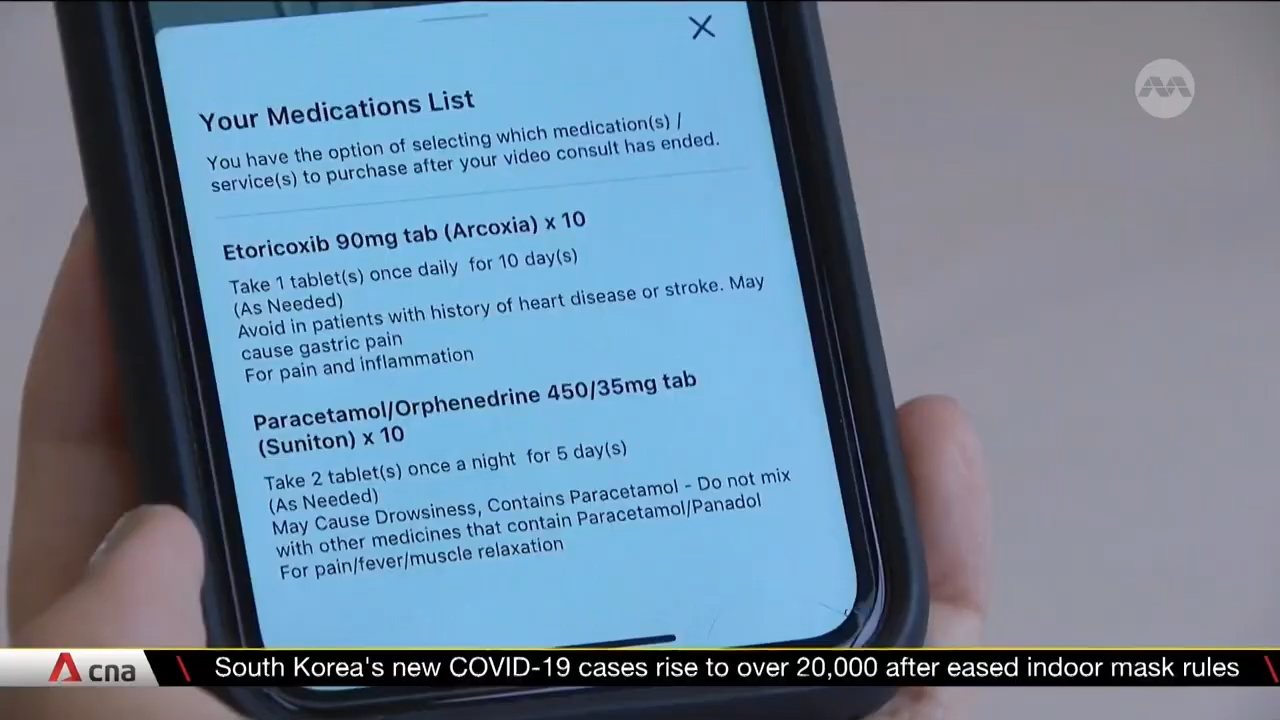 Your Medications List
You have the option of selecting which medication(s) /
service(s) to purchase after your video consult has ended.
Etoricoxib 90mg tab (Arcoxia) x 10
Take 1 tablet(s) once daily for 10 day(s)
(As Needed)
Avoid in patients with history of heart disease or stroke. May
cause gastric pain
For pain and inflammation
Paracetamol/Orphenedrine 450/35mg tab
(Suniton) x 10
Take 2 tablet(s) once a night for 5 day(s)
(As Needed)
May Cause Drowsiness, Contains Paracetamol - Do not mix
with other medicines that contain Paracetamol/Panadol
For pain/fever/muscle relaxation
cna
South Korea's new COVID-19 cases rise to over 20,000 after eased indoor mask rules